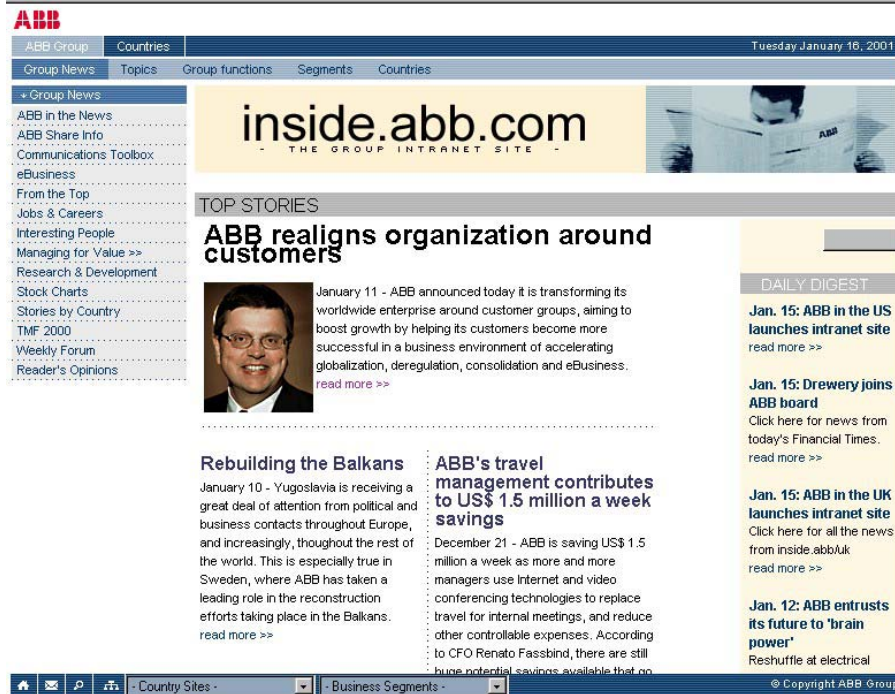 ABB
ABB Group Countries
Tuesday January 16, 2001
Group News Topics Group functions Segments Countries
Group News
ABB in the News
ABB Share Info
Communications Toolbox
eBusiness
From the Top
Jobs & Careers
Interesting People
Managing for Value >>
Research & Development
Stock Charts
Stories by Country
TMF 2000
Weekly Forum
Reader's Opinions
inside.abb.com
- THE GROUP INTRANET SITE -
ABB
TOP STORIES
ABB realigns organization around
customers
January 11 - ABB announced today it is transforming its
worldwide enterprise around customer groups, aiming to
boost growth by helping its customers become more
successful in a business environment of accelerating
globalization, deregulation, consolidation and eBusiness.
read more >>
Rebuilding the Balkans
January 10 - Yugoslavia is receiving a
great deal of attention from political and
business contacts throughout Europe,
and increasingly, thoughout the rest of
the world. This is especially true in
Sweden, where ABB has taken a
leading role in the reconstruction
efforts taking place in the Balkans.
read more >>
ABB's travel
management contributes
to US$ 1.5 million a week
savings
December 21 - ABB is saving US$ 1.5
million a week as more and more
managers use Internet and video
conferencing technologies to replace
travel for internal meetings, and reduce
other controllable expenses. According
to CFO Renato Fassbind, there are still
huge potential savings available that go
DAILY DIGEST
Jan. 15: ABB in the US
launches intranet site
read more >>
Jan. 15: Drewery joins
ABB board
Click here for news from
today's Financial Times.
read more >>
Jan. 15: ABB in the UK
launches intranet site
Click here for all the news
from inside.abb/uk
read more >>
Jan. 12: ABB entrusts
its future to 'brain
power'
Reshuffle at electrical
- Country Sites - - Business Segments -
© Copyright ABB Group